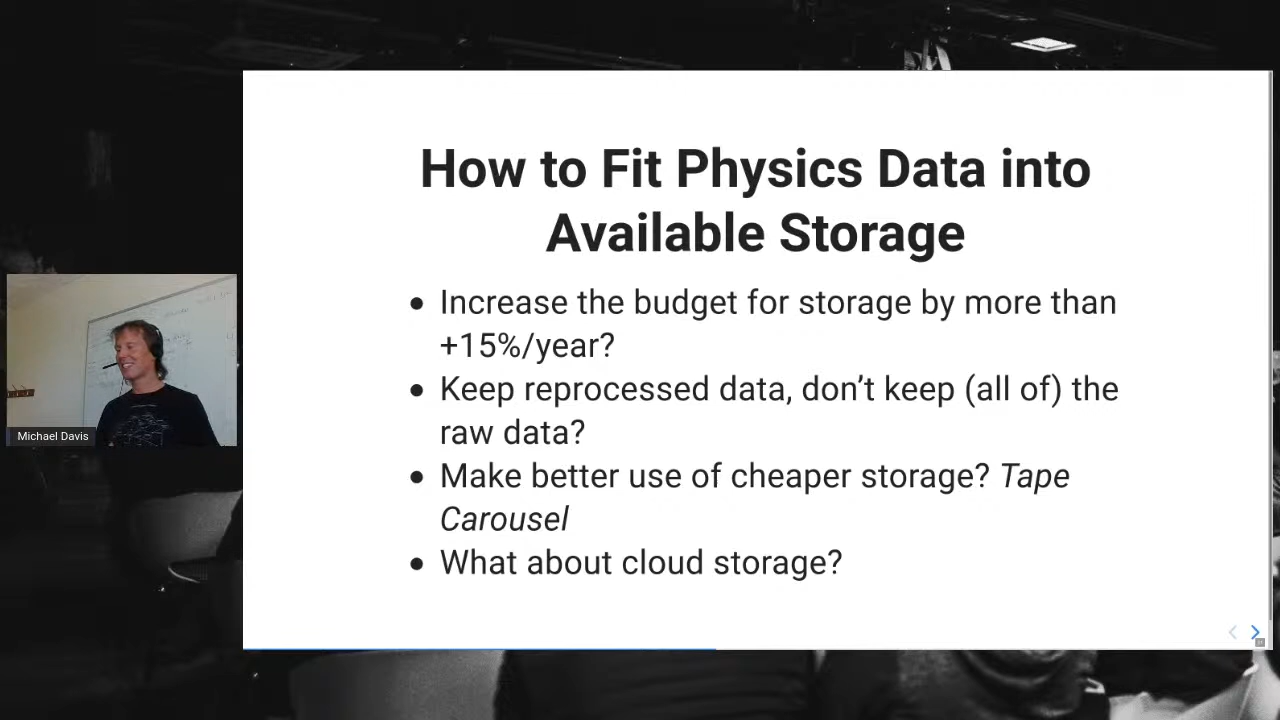 How to Fit Physics Data into
Available Storage
• Increase the budget for storage by more than
+15%/year?
• Keep reprocessed data, don’t keep (all of) the
raw data?
• Make better use of cheaper storage? Tape
Carousel
• What about cloud storage?
Michael Davis